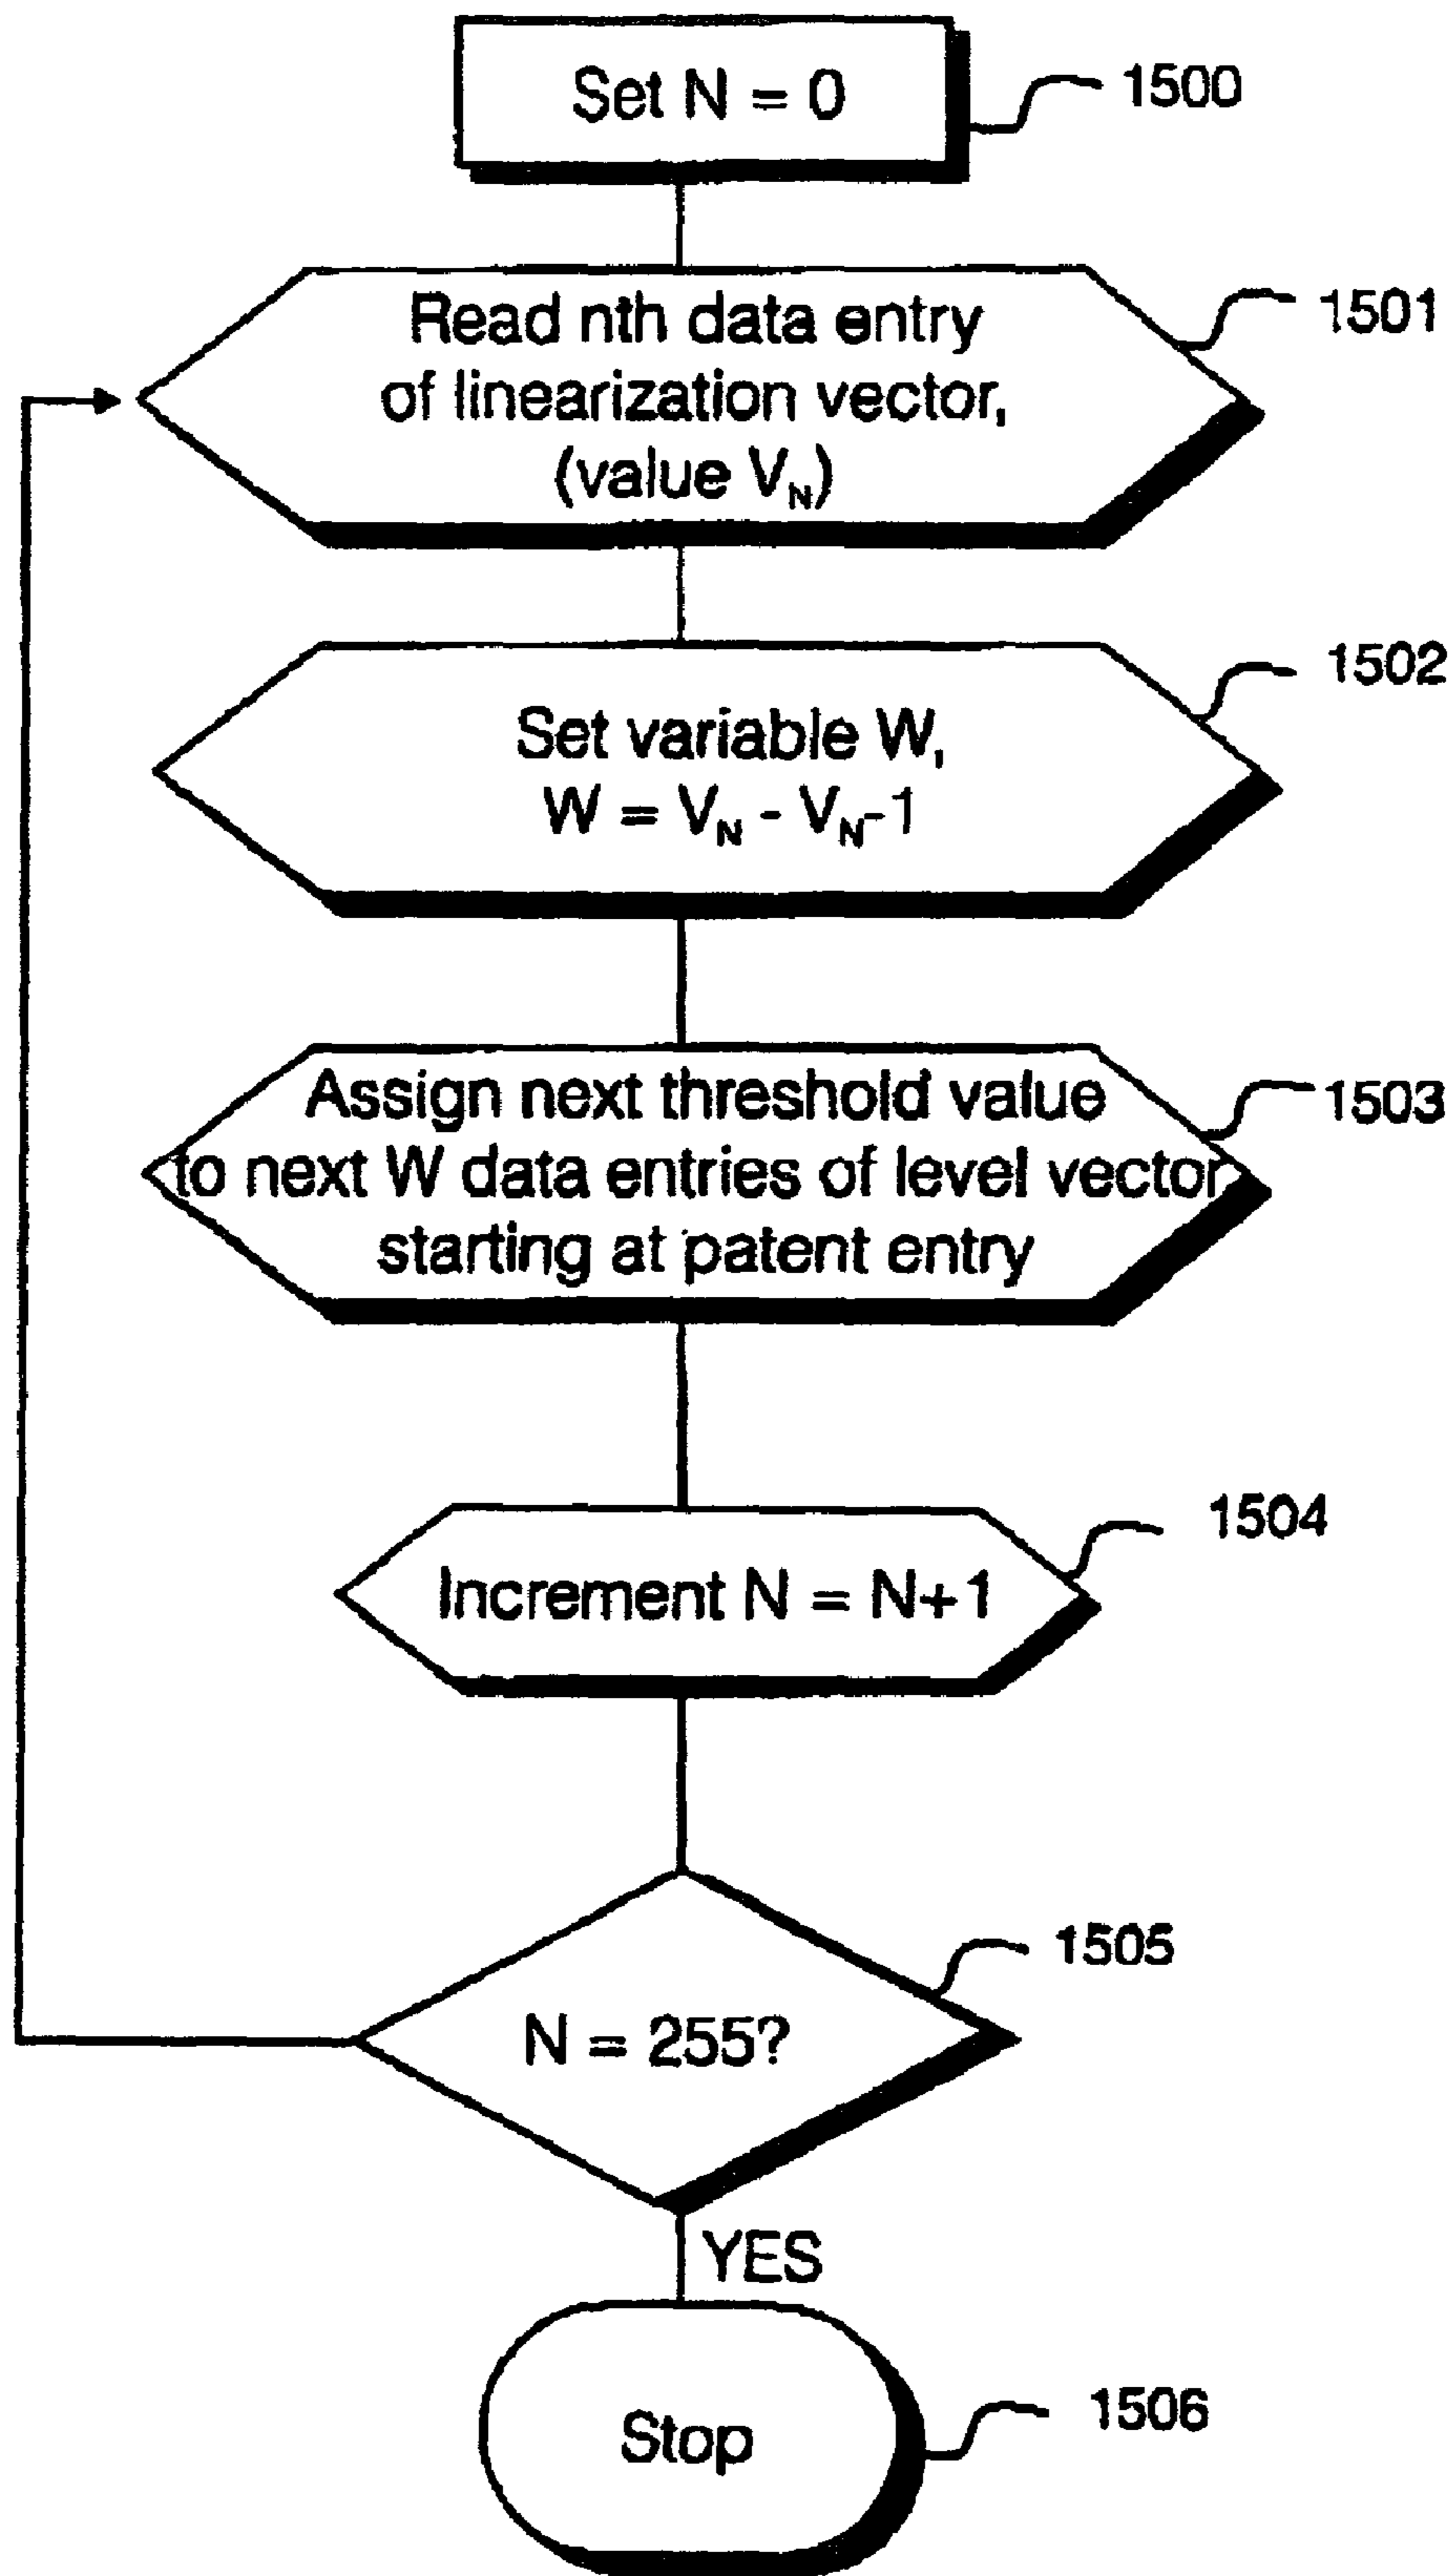 Set N = 0
1500
Read nth data entry
of linearization vector,
(value V_N)
1501
Set variable W,
W = V_N - V_N-1
1502
Assign next threshold value
to next W data entries of level vector
starting at patent entry
1503
Increment N = N+1
1504
N = 255?
1505
YES
Stop
1506